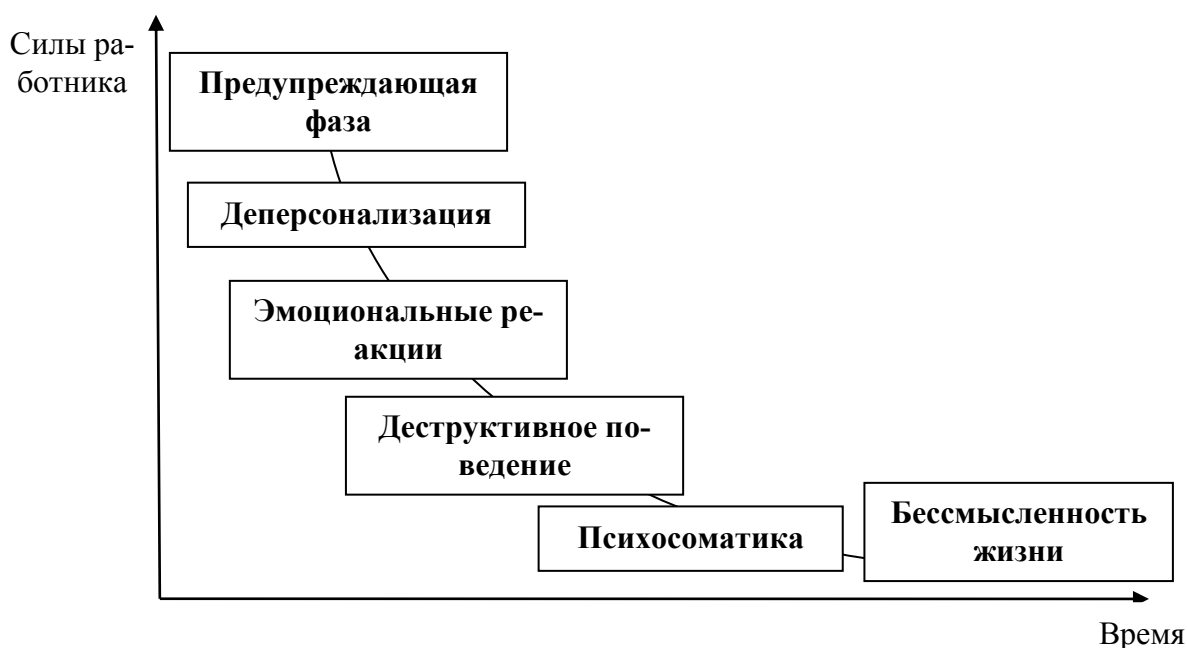 Силы ра-
ботника
Предупреждающая
фаза
Деперсонализация
Эмоциональные ре-
акции
Деструктивное по-
ведение
Психосоматика
Бессмысленность
жизни
Время